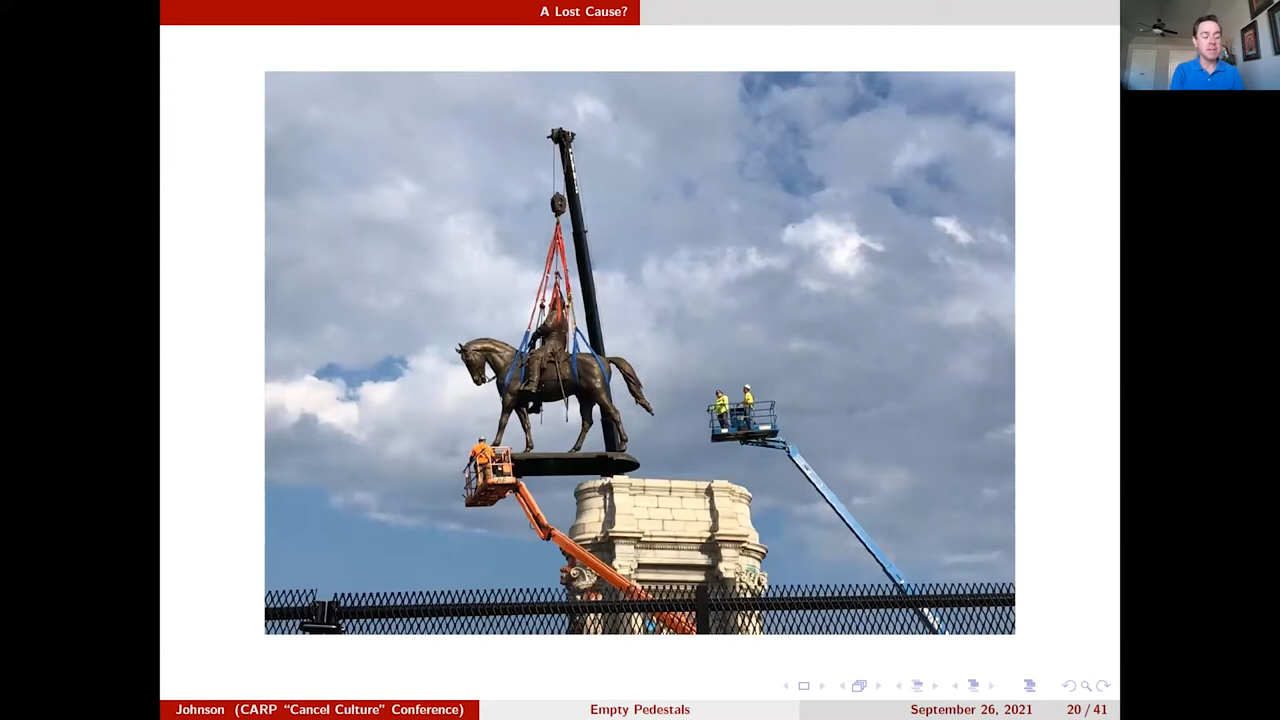 A Lost Cause?
Johnson (CARP “Cancel Culture” Conference)
Empty Pedestals
September 26, 2021
20 / 41